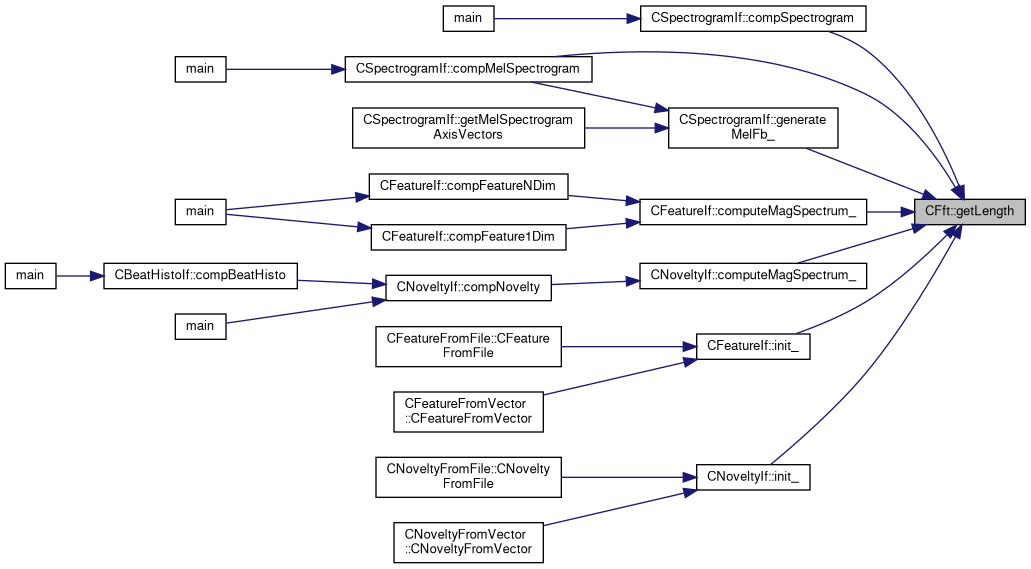 main
CSpectrogramIf::compSpectrogram
main
CSpectrogramIf::compMelSpectrogram
CSpectrogramIf::getMelSpectrogram
AxisVectors
CSpectrogramIf::generate
MelFb_
main
CFeatureIf::compFeatureNDim
CFeatureIf::compFeature1Dim
CFeatureIf::computeMagSpectrum_
CFft::getLength
main
CBeatHistoIf::compBeatHisto
CNoveltyIf::compNovelty
CNoveltyIf::computeMagSpectrum_
main
CFeatureFromFile::CFeature
FromFile
CFeatureIf::init_
CFeatureFromVector
::CFeatureFromVector
CNoveltyFromFile::CNovelty
FromFile
CNoveltyIf::init_
CNoveltyFromVector
::CNoveltyFromVector